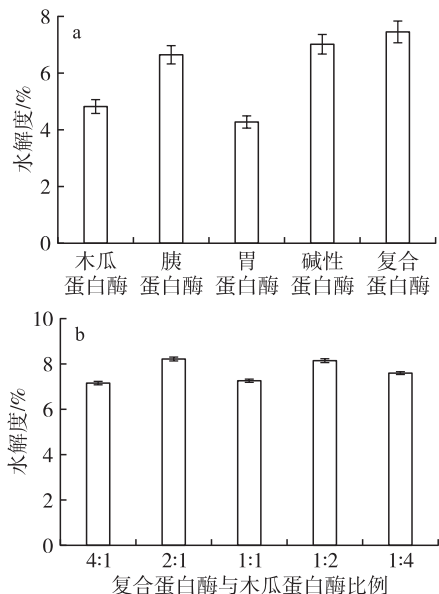 a
水解度/%
8
6
4
2
0
木瓜 胰 胃 碱性 复合
蛋白酶 蛋白酶 蛋白酶 蛋白酶 蛋白酶
b
水解度/%
10
8
6
4
2
0
4:1 2:1 1:1 1:2 1:4
复合蛋白酶与木瓜蛋白酶比例